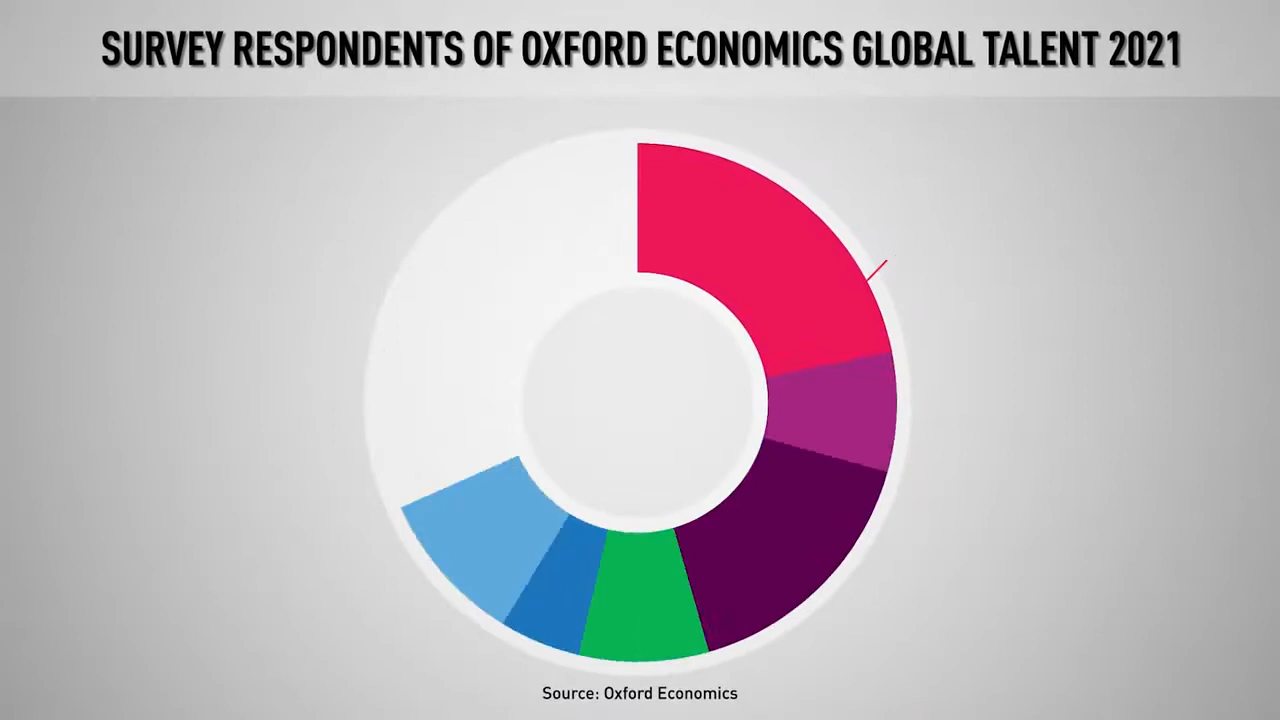 SURVEY RESPONDENTS OF OXFORD ECONOMICS GLOBAL TALENT 2021
Source: Oxford Economics